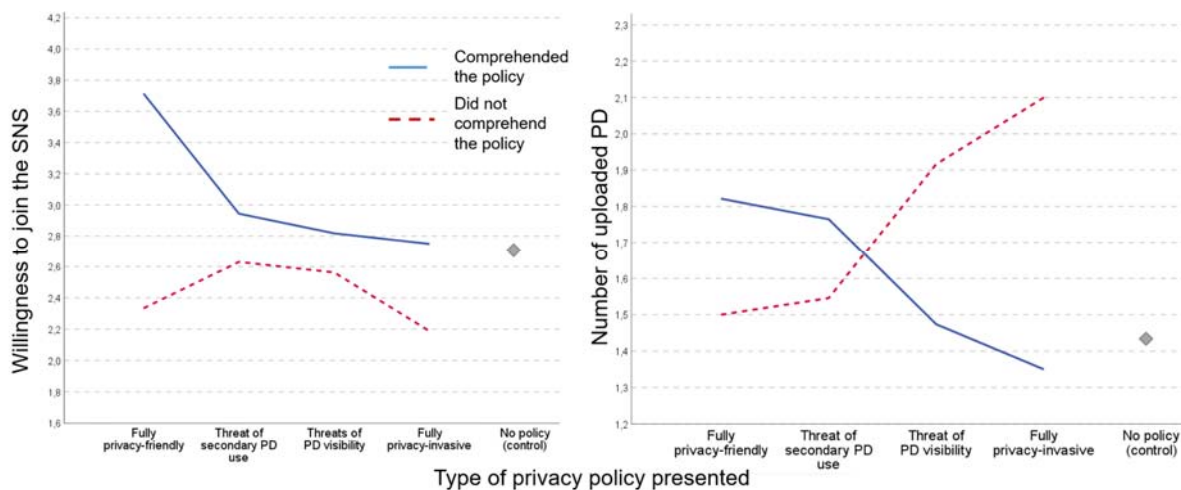 Willingness to join the SNS
4,2
4,0
3,8
3,6
3,4
3,2
3,0
2,8
2,6
2,4
2,2
2,0
1,8
1,6
Comprehended
the policy
Did not
comprehend
the policy
Fully
privacy-friendly
Threat of
secondary PD
use
Threats of
PD visibility
Fully
privacy-invasive
No policy
(control)
Number of uploaded PD
2,3
2,2
2,1
2,0
1,9
1,8
1,7
1,6
1,5
1,4
1,3
1,2
Fully
privacy-friendly
Threat of
secondary PD
use
Threat of
PD visibility
Fully
privacy-invasive
No policy
(control)
Type of privacy policy presented